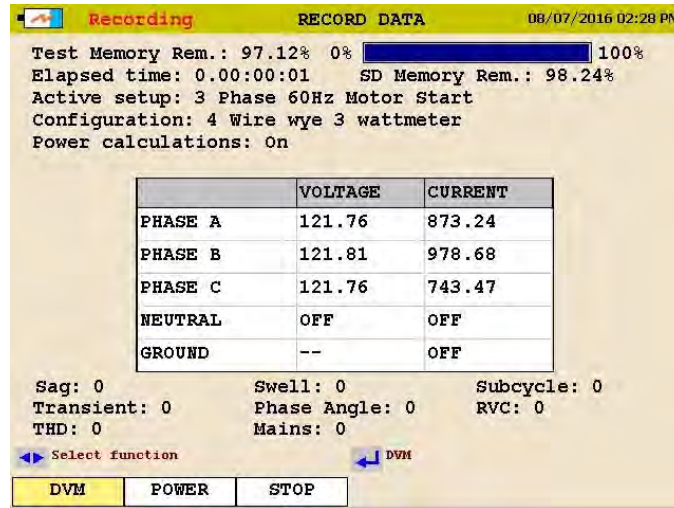 Recording RECORD DATA 08/07/2016 02:28 PM
Test Memory Rem.: 97.12% 0% 100%
Elapsed time: 0.00:00:01 SD Memory Rem.: 98.24%
Active setup: 3 Phase 60Hz Motor Start
Configuration: 4 Wire wye 3 wattmeter
Power calculations: On
VOLTAGE CURRENT
PHASE A 121.76 873.24
PHASE B 121.81 978.68
PHASE C 121.76 743.47
NEUTRAL OFF OFF
GROUND -- OFF
Sag: 0 Swell: 0 Subcycle: 0
Transient: 0 Phase Angle: 0 RVC: 0
THD: 0 Mains: 0
Select function DVM
DVM POWER STOP